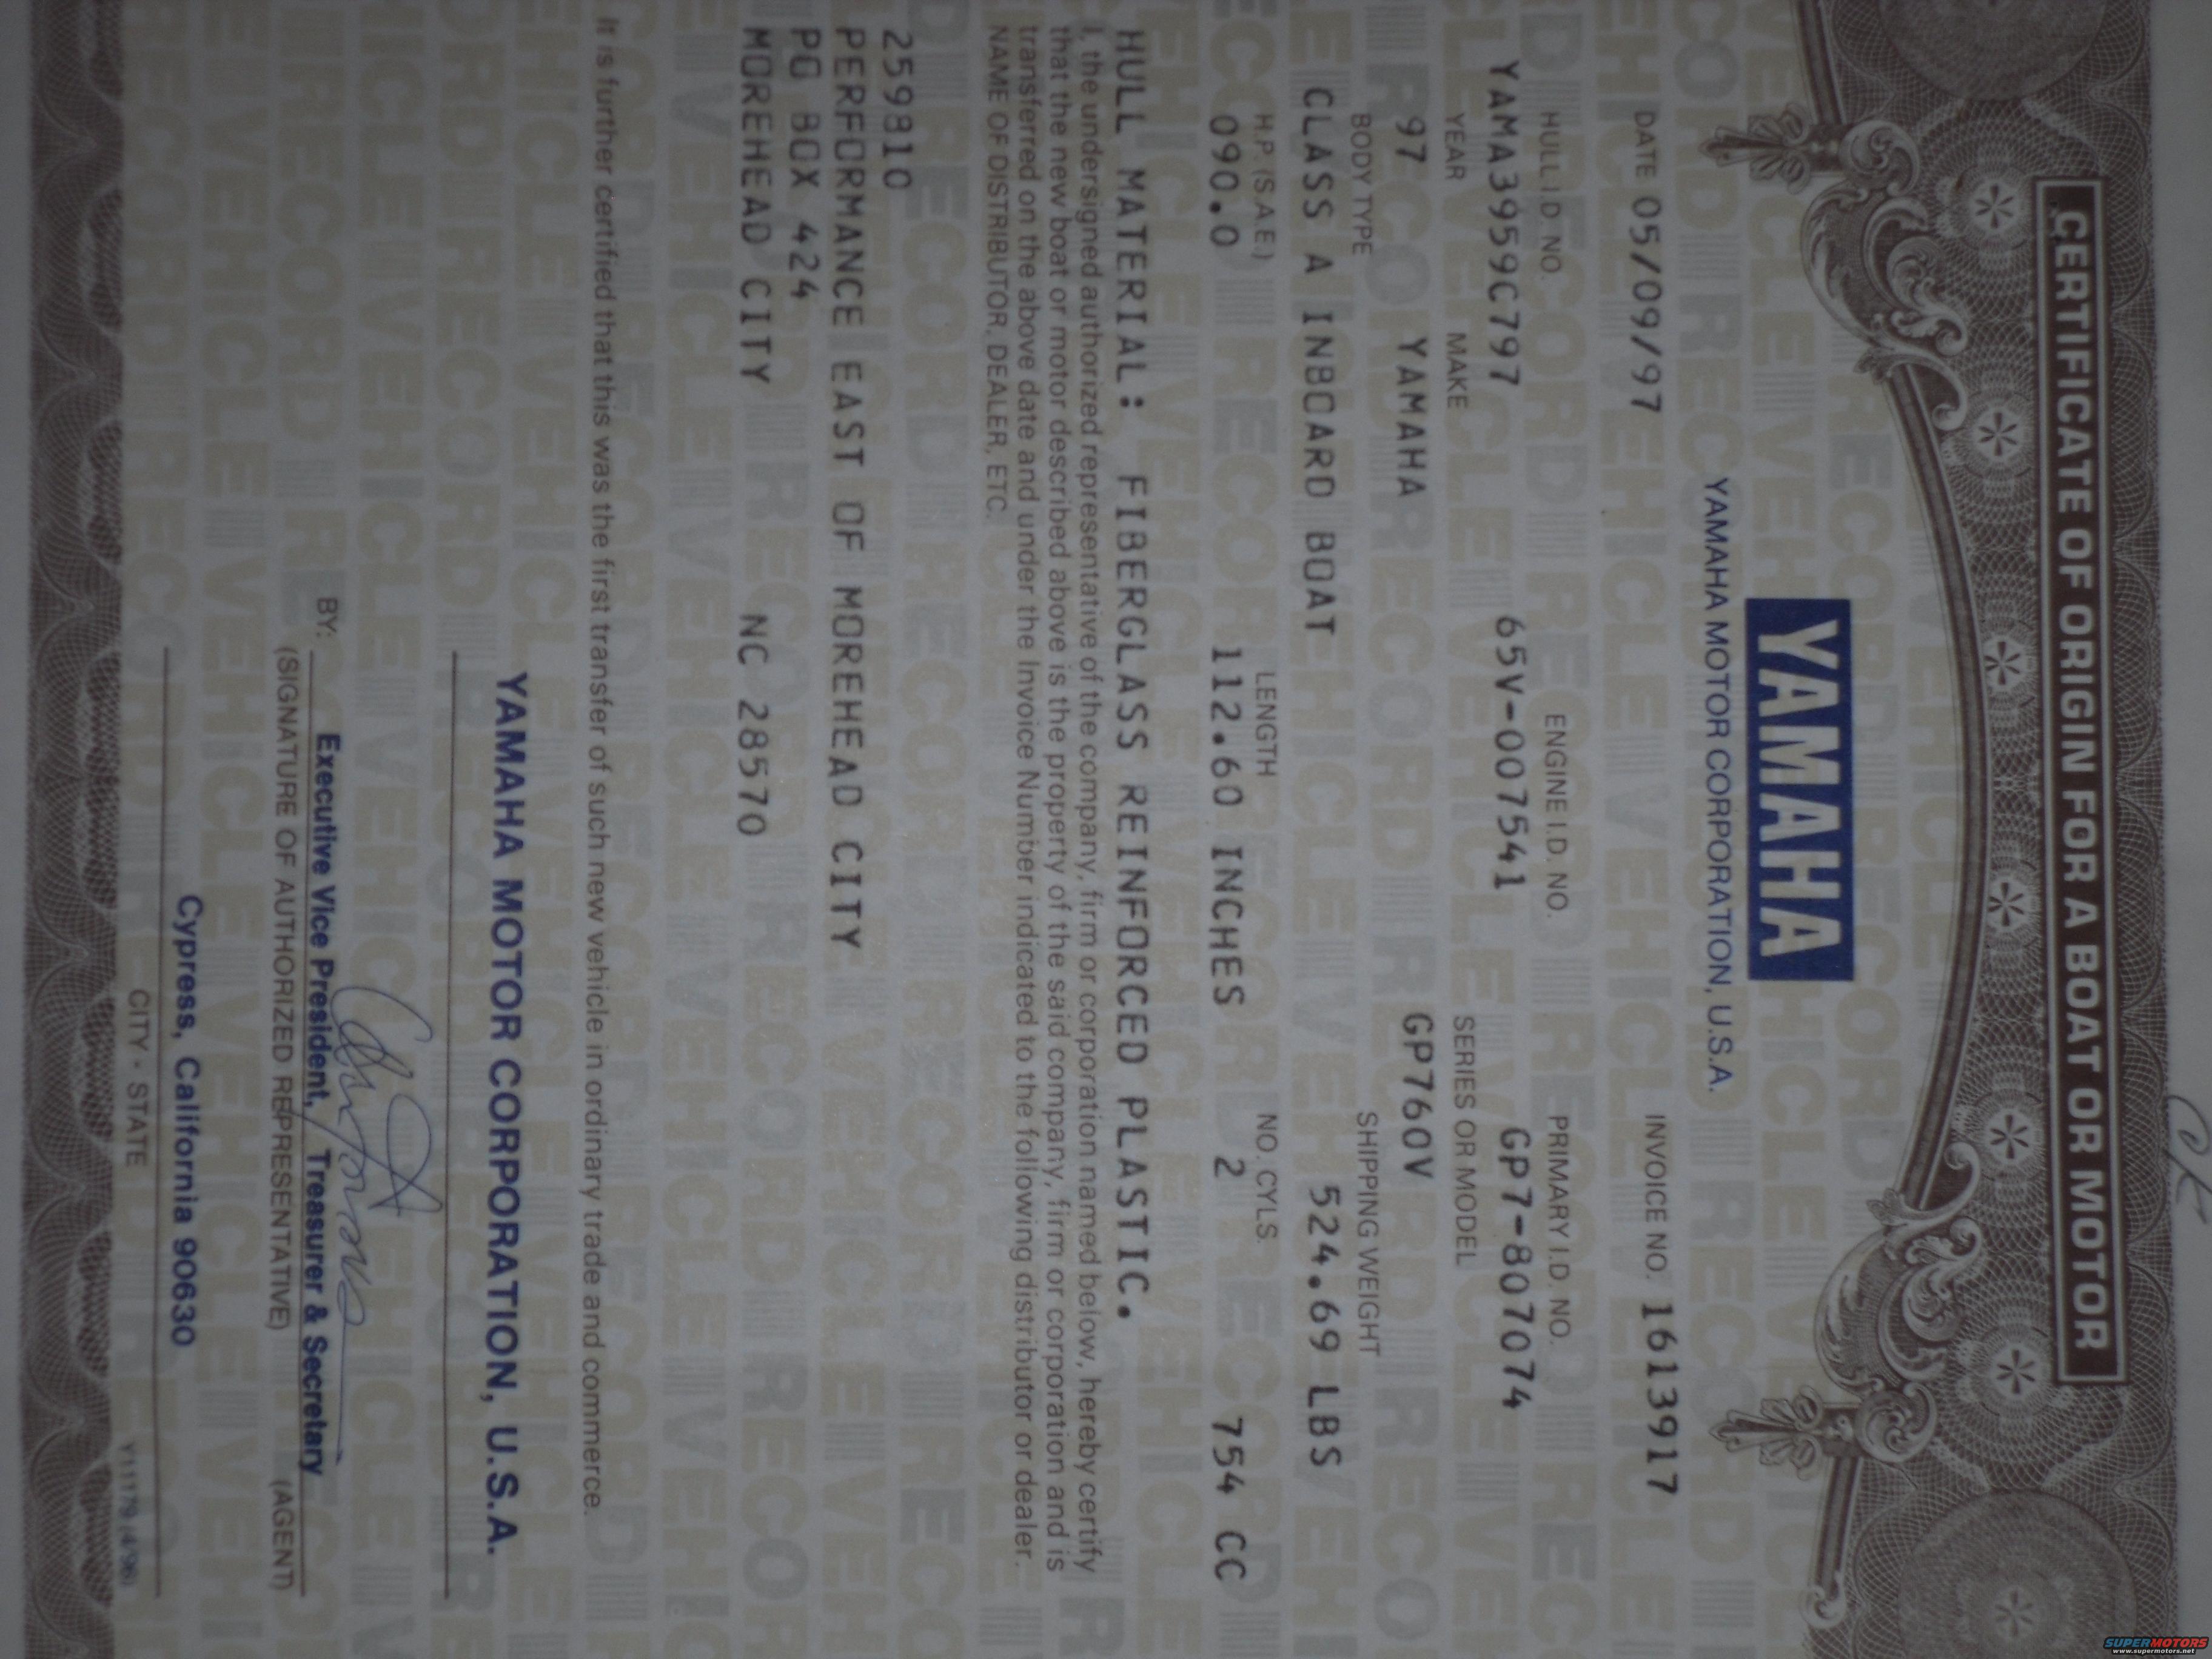 CERTIFICATE OF ORIGIN FOR A BOAT OR MOTOR
YAMAHA
YAMAHA MOTOR CORPORATION, U.S.A.
DATE 05/09/97 INVOICE NO. 1613917
HULL I.D. NO. ENGINE I.D. NO. PRIMARY I.D. NO.
YAMA3959C797 65V-007541 GP7-807074
YEAR MAKE SERIES OR MODEL
97 YAMAHA GP760V
BODY TYPE SHIPPING WEIGHT
CLASS A INBOARD BOAT 524.69 LBS
H.P. (S.A.E.) LENGTH NO. CYLS.
090.0 112.60 INCHES 2 754 CC
HULL MATERIAL: FIBERGLASS REINFORCED PLASTIC.
I, the undersigned authorized representative of the company, firm or corporation named below, hereby certify
that the new boat or motor described above is the property of the said company, firm or corporation and is
transferred on the above date and under the Invoice Number indicated to the following distributor or dealer.
NAME OF DISTRIBUTOR, DEALER, ETC.
259810
PERFORMANCE EAST OF MOREHEAD CITY
PO BOX 424
MOREHEAD CITY NC 28570
It is further certified that this was the first transfer of such new vehicle in ordinary trade and commerce.
YAMAHA MOTOR CORPORATION, U.S.A.
BY: Executive Vice President, Treasurer & Secretary
(SIGNATURE OF AUTHORIZED REPRESENTATIVE) (AGENT)
Cypress, California 90630
CITY - STATE
Y11179 (4/96)
SUPERMOTORS
www.supermotors.net